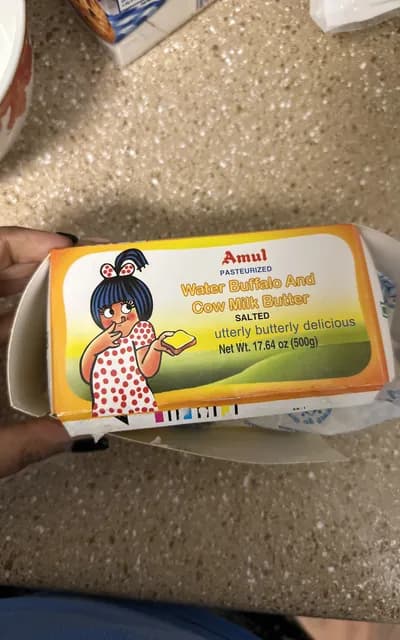 Amul
PASTEURIZED
Water Buffalo And
Cow Milk Butter
SALTED
utterly butterly delicious
Net Wt. 17.64 oz (500g)